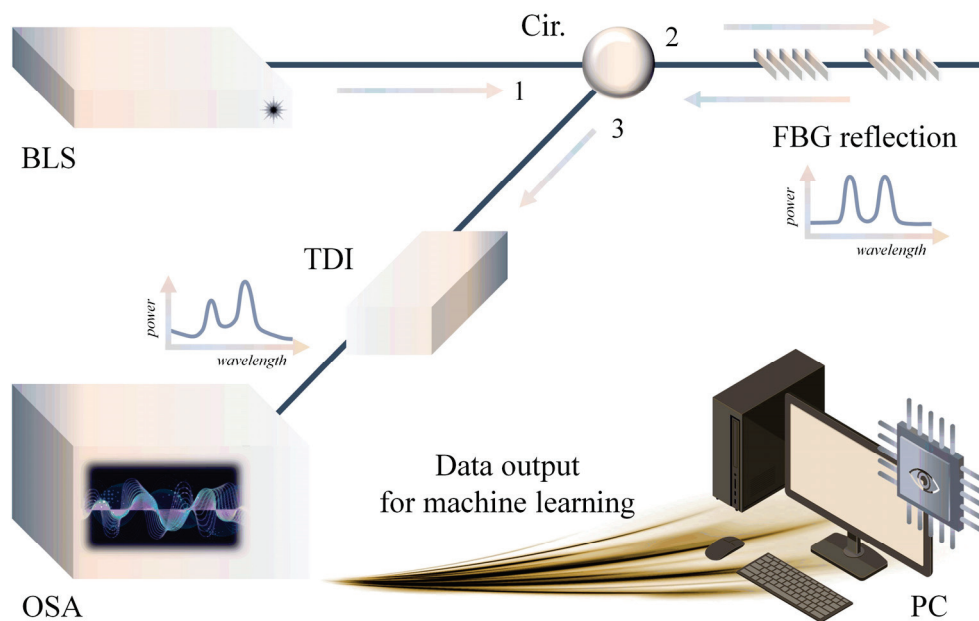 Cir.
2
1
3
BLS
FBG reflection
power
wavelength
TDI
power
wavelength
Data output
for machine learning
OSA
PC